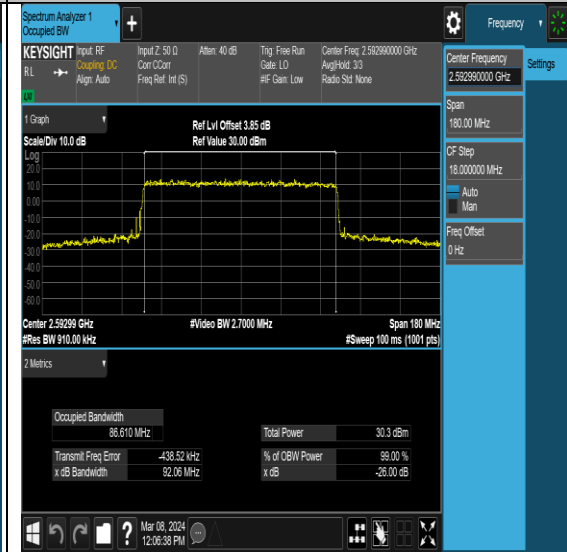 Spectrum Analyzer 1
Occupied BW
Frequency
KEYSIGHT
Input: RF
Input Z: 50 Ω
Atten: 40 dB
Trig: Free Run
Center Freq: 2.592990000 GHz
RL
Coupling: DC
Corr CCorr
Gate: LO
Avg|Hold: 3/3
Align: Auto
Freq Ref: Int (S)
#IF Gain: Low
Radio Std: None
Center Frequency
2.592990000 GHz
Settings
Span
180.00 MHz
CF Step
18.000000 MHz
Auto
Man
Freq Offset
0 Hz
1 Graph
Ref Lvl Offset 3.85 dB
Scale/Div 10.0 dB
Ref Value 30.00 dBm
Log
20.0
10.0
0.00
-10.0
-20.0
-30.0
-40.0
-50.0
-60.0
Center 2.59299 GHz
#Video BW 2.7000 MHz
Span 180 MHz
#Res BW 910.00 kHz
#Sweep 100 ms (1001 pts)
2 Metrics
Occupied Bandwidth
86.610 MHz
Total Power
30.3 dBm
Transmit Freq Error
-438.52 kHz
% of OBW Power
99.00 %
x dB Bandwidth
92.06 MHz
x dB
-26.00 dB
?
Mar 08, 2024
12:06:38 PM